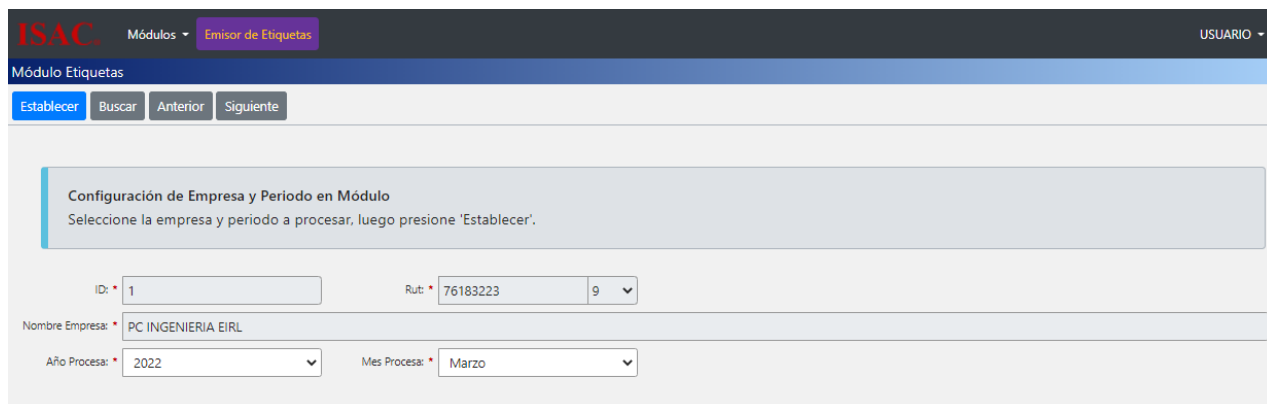 ISAC. Módulos Emisor de Etiquetas USUARIO
Módulo Etiquetas
Establecer Buscar Anterior Siguiente
Configuración de Empresa y Periodo en Módulo
Seleccione la empresa y periodo a procesar, luego presione 'Establecer'.
ID: * 1 Rut: * 76183223 9
Nombre Empresa: * PC INGENIERIA EIRL
Año Procesa: * 2022 Mes Procesa: * Marzo